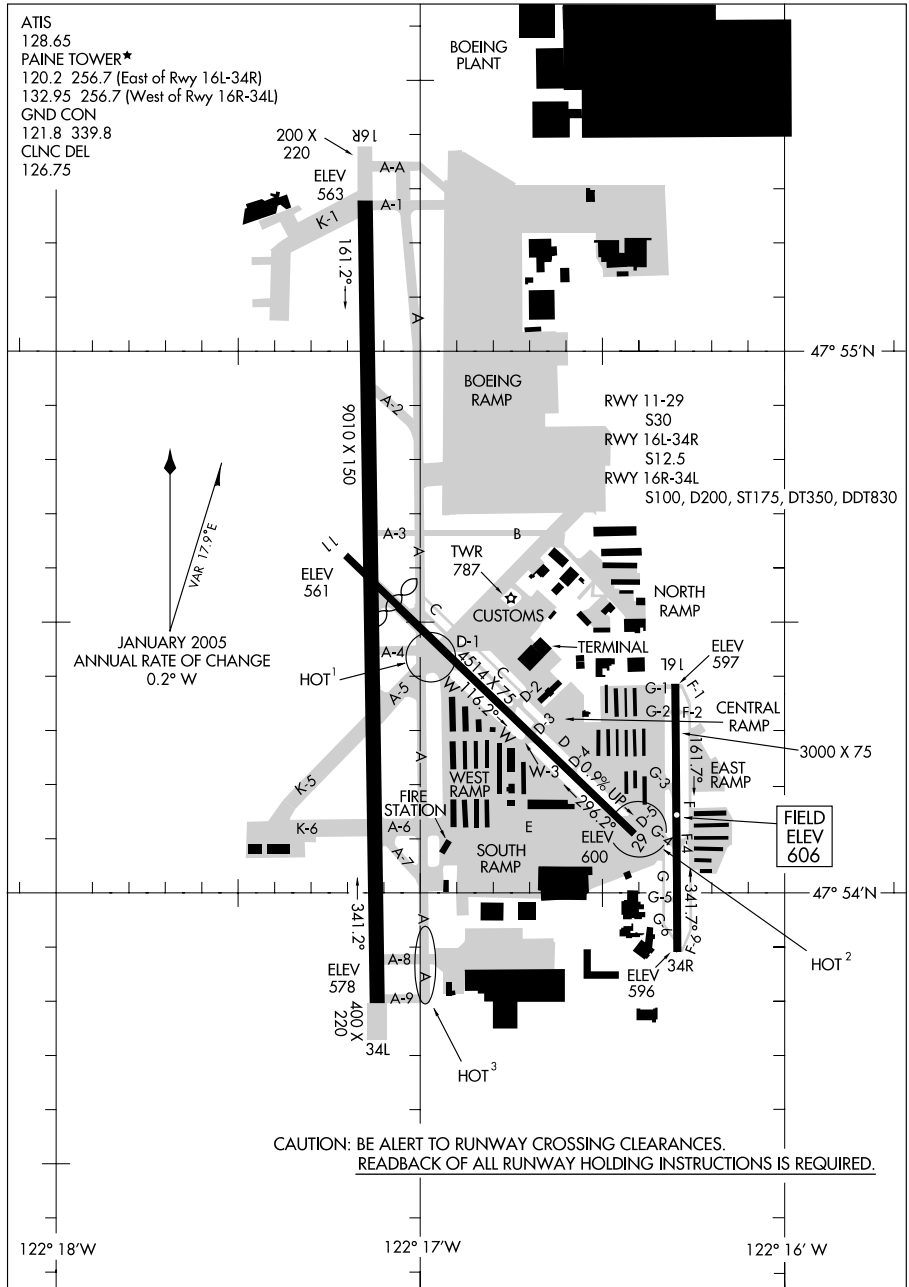 ATIS
128.65
PAINE TOWER★
120.2 256.7 (East of Rwy 16L-34R)
132.95 256.7 (West of Rwy 16R-34L)
GND CON
121.8 339.8
CLNC DEL
126.75
BOEING
PLANT
200 X
220
16R
A-A
ELEV
563
A-1
K-1
161.2°
A
47° 55'N
BOEING
RAMP
A-2
9010 X 150
RWY 11-29
S30
RWY 16L-34R
S12.5
RWY 16R-34L
S100, D200, ST175, DT350, DDT830
VAR 17.9°E
JANUARY 2005
ANNUAL RATE OF CHANGE
0.2° W
A-3
B
A
11
ELEV
561
TWR
787
CUSTOMS
NORTH
RAMP
C
D-1
TERMINAL
A-4
HOT 1
4514 X 75
C
D-2
16L
ELEV
597
A-5
W
116.2°
W
D-3
G-1
F-1
G-2
F-2
CENTRAL
RAMP
3000 X 75
161.7°
A
D
D-4
W-3
0.9% UP
G-3
EAST
RAMP
WEST
RAMP
K-5
FIRE
STATION
296.2°
D-5
F
K-6
A-6
E
ELEV
600
29
G-4
F-4
FIELD
ELEV
606
A-7
SOUTH
RAMP
47° 54'N
G
G-5
G-6
341.7°
F-6
341.2°
A
A-8
A
ELEV
578
A-9
400 X
220
34L
34R
ELEV
596
HOT 2
HOT 3
CAUTION: BE ALERT TO RUNWAY CROSSING CLEARANCES.
READBACK OF ALL RUNWAY HOLDING INSTRUCTIONS IS REQUIRED.
122° 18'W
122° 17'W
122° 16' W